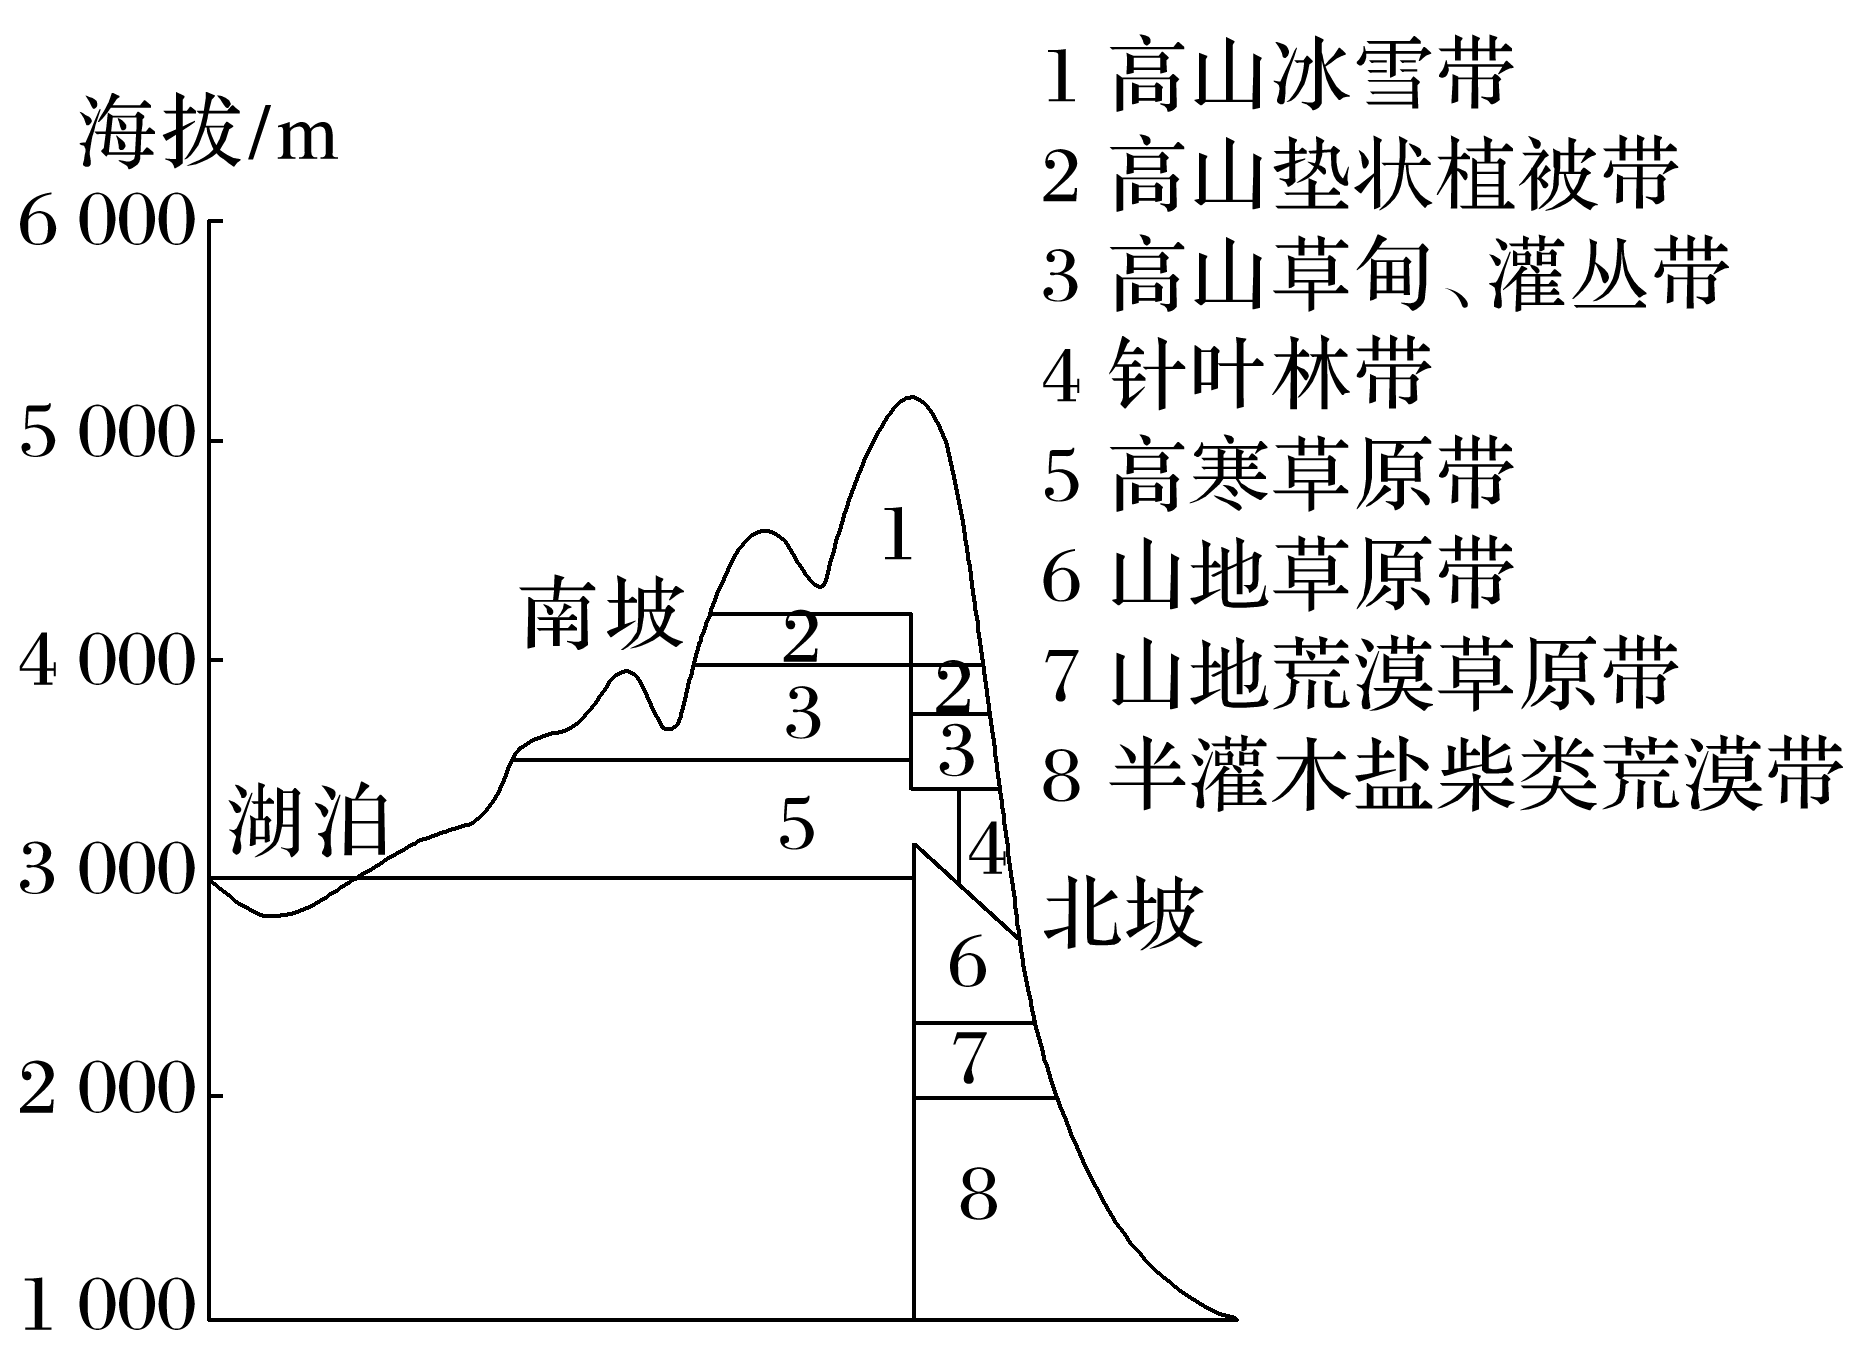 海拔/m
6 000
5 000
4 000
3 000
2 000
1 000
南坡
湖泊
北坡
1
2
3
5
2
3
4
6
7
8
1 高山冰雪带
2 高山垫状植被带
3 高山草甸、灌丛带
4 针叶林带
5 高寒草原带
6 山地草原带
7 山地荒漠草原带
8 半灌木盐柴类荒漠带